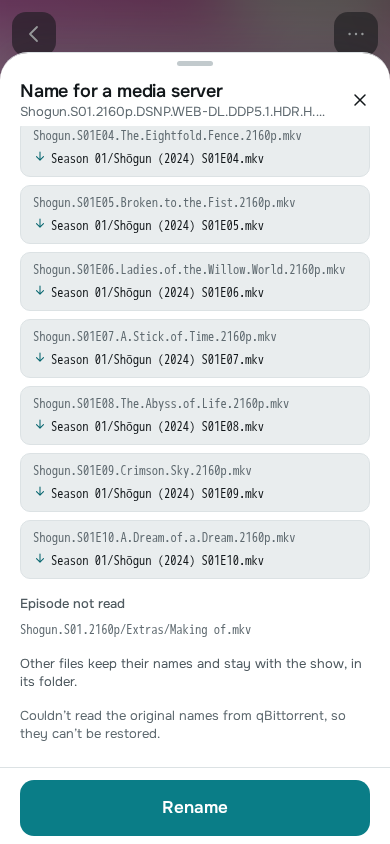 Name for a media server
Shogun.S01.2160p.DSNP.WEB-DL.DDP5.1.HDR.H....
Shogun.S01E04.The.Eightfold.Fence.2160p.mkv
Season 01/Shōgun (2024) S01E04.mkv
Shogun.S01E05.Broken.to.the.Fist.2160p.mkv
Season 01/Shōgun (2024) S01E05.mkv
Shogun.S01E06.Ladies.of.the.Willow.World.2160p.mkv
Season 01/Shōgun (2024) S01E06.mkv
Shogun.S01E07.A.Stick.of.Time.2160p.mkv
Season 01/Shōgun (2024) S01E07.mkv
Shogun.S01E08.The.Abyss.of.Life.2160p.mkv
Season 01/Shōgun (2024) S01E08.mkv
Shogun.S01E09.Crimson.Sky.2160p.mkv
Season 01/Shōgun (2024) S01E09.mkv
Shogun.S01E10.A.Dream.of.a.Dream.2160p.mkv
Season 01/Shōgun (2024) S01E10.mkv
Episode not read
Shogun.S01.2160p/Extras/Making of.mkv
Other files keep their names and stay with the show, in
its folder.
Couldn’t read the original names from qBittorrent, so
they can’t be restored.
Rename